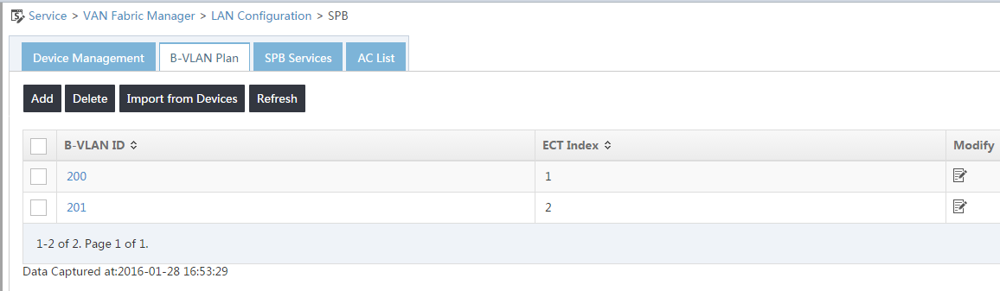 Service > VAN Fabric Manager > LAN Configuration > SPB
Device Management B-VLAN Plan SPB Services AC List
Add Delete Import from Devices Refresh
B-VLAN ID ECT Index Modify
200 1
201 2
1-2 of 2. Page 1 of 1.
Data Captured at:2016-01-28 16:53:29